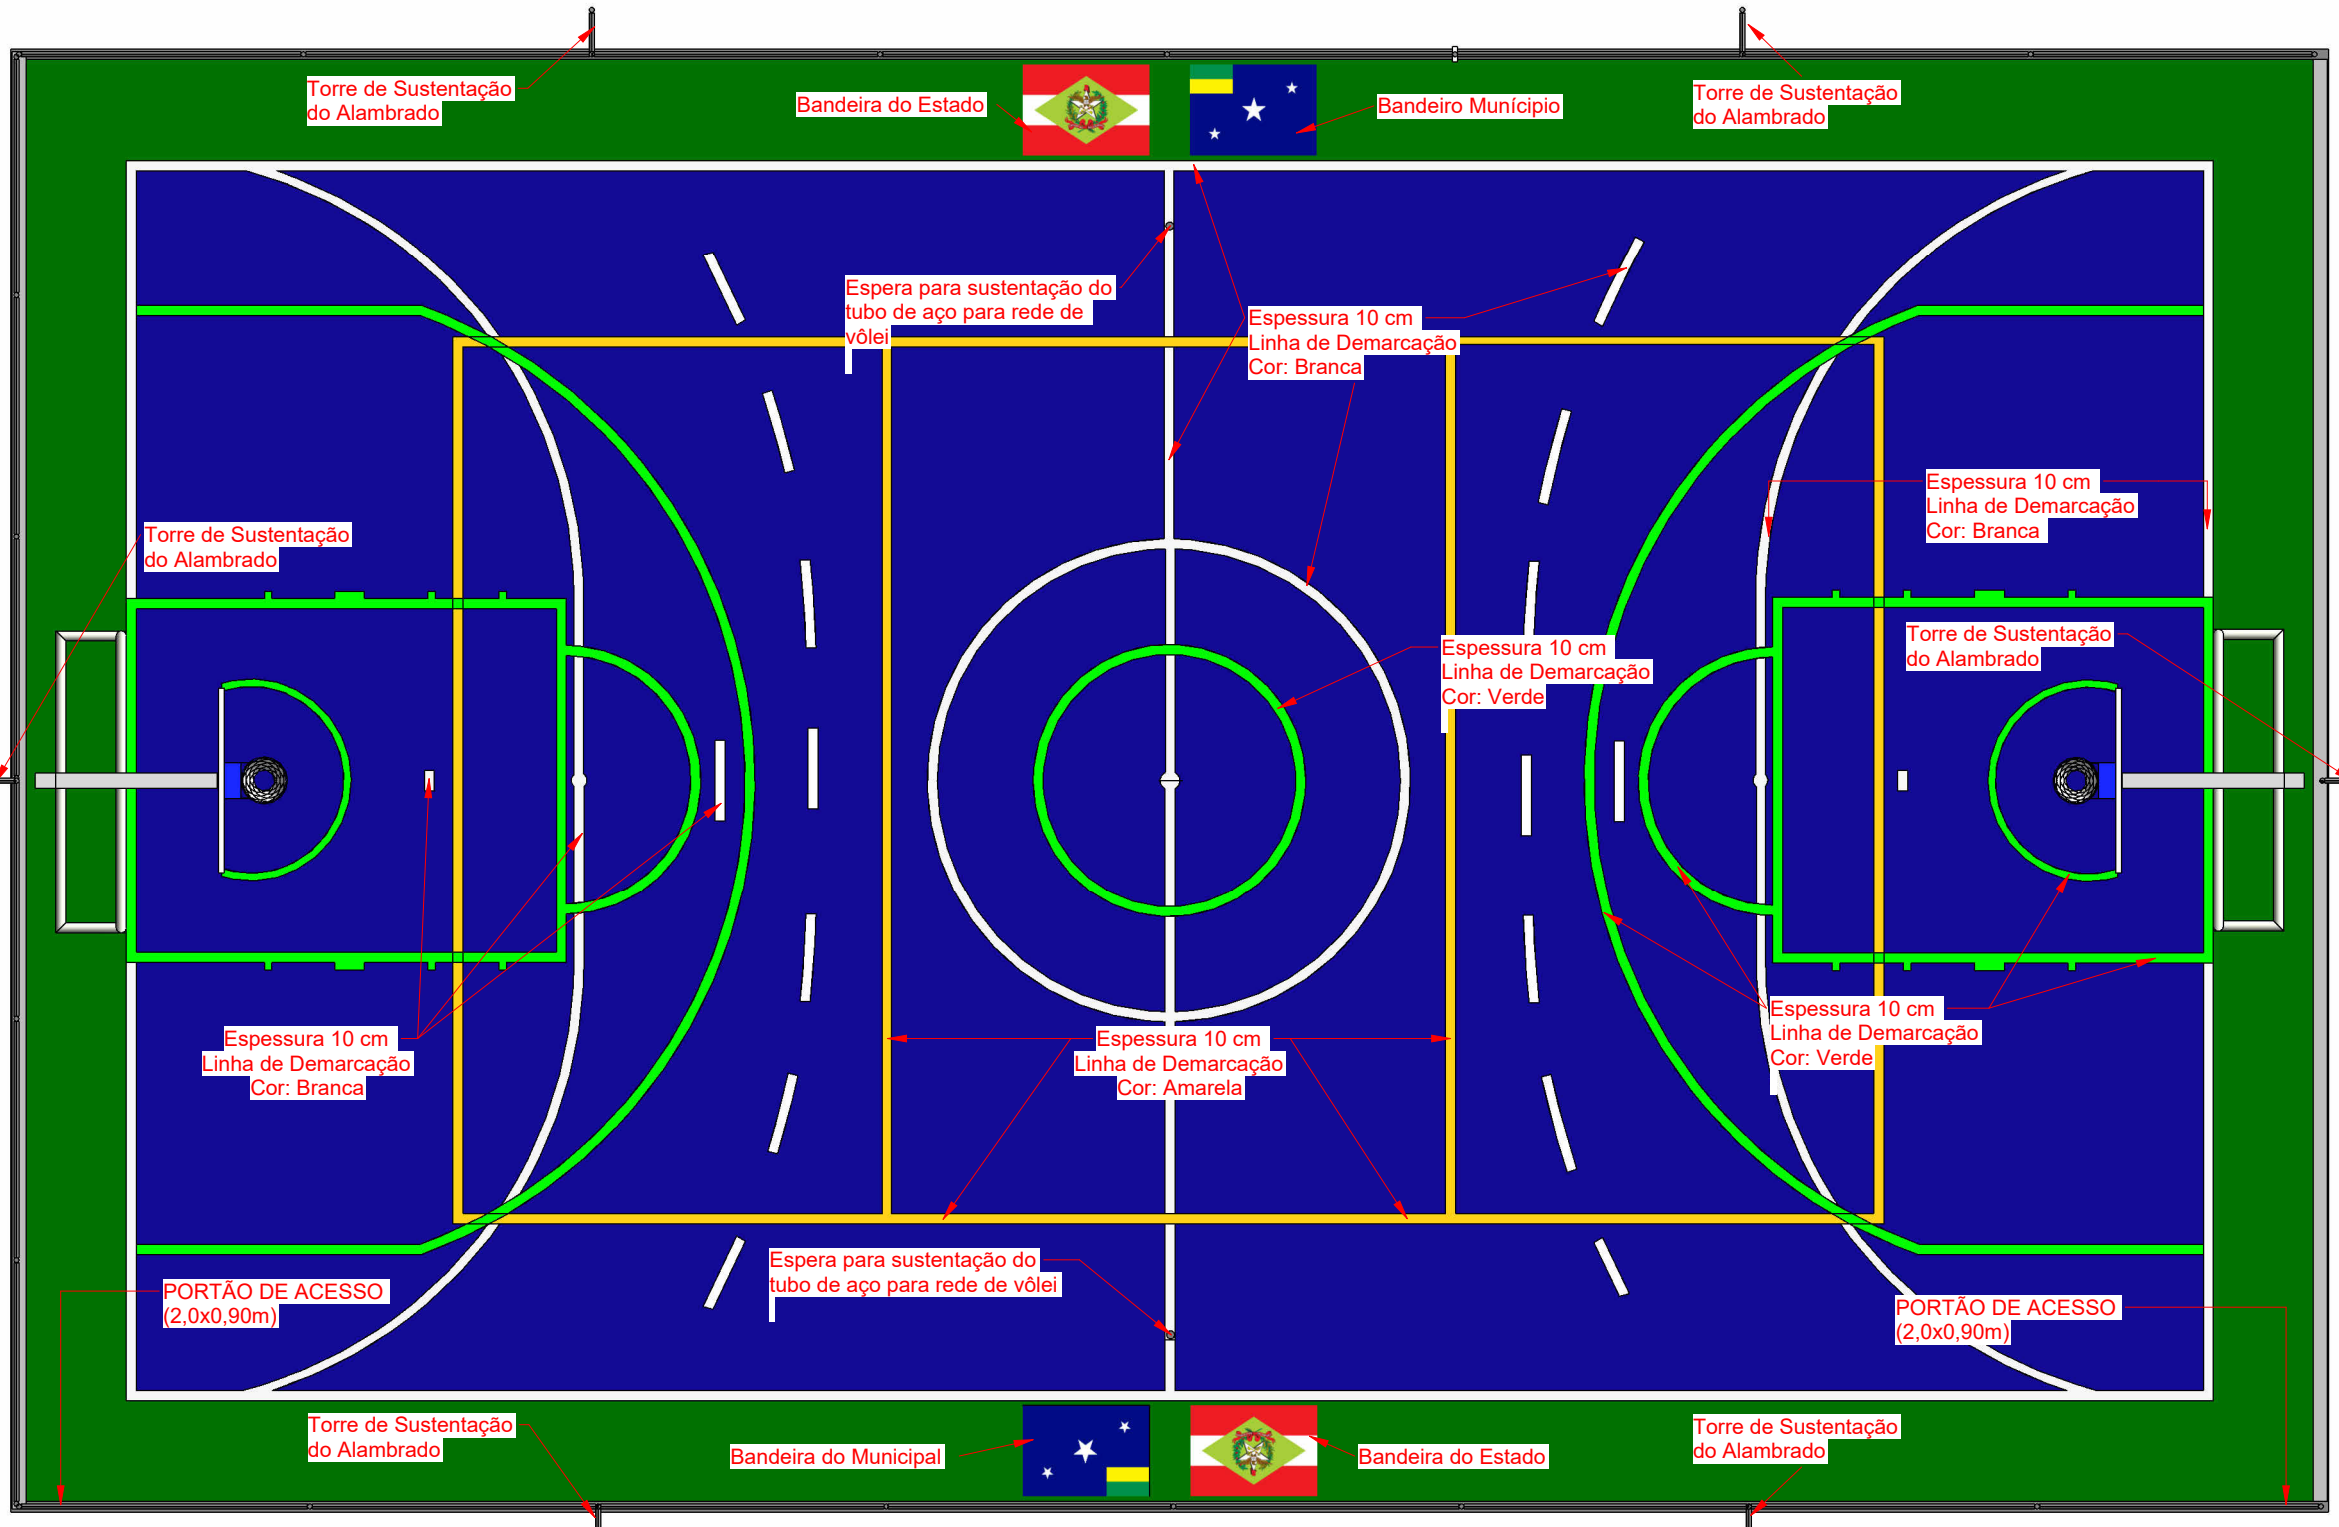 Torre de Sustentação
do Alambrado
Bandeira do Estado
Bandeiro Munícipio
Torre de Sustentação
do Alambrado
Espera para sustentação do
tubo de aço para rede de
vôlei
Espessura 10 cm
Linha de Demarcação
Cor: Branca
Espessura 10 cm
Linha de Demarcação
Cor: Branca
Torre de Sustentação
do Alambrado
Torre de Sustentação
do Alambrado
Espessura 10 cm
Linha de Demarcação
Cor: Verde
Espessura 10 cm
Linha de Demarcação
Cor: Verde
Espessura 10 cm
Linha de Demarcação
Cor: Branca
Espessura 10 cm
Linha de Demarcação
Cor: Amarela
Espera para sustentação do
tubo de aço para rede de vôlei
PORTÃO DE ACESSO
(2,0x0,90m)
PORTÃO DE ACESSO
(2,0x0,90m)
Torre de Sustentação
do Alambrado
Bandeira do Municipal
Bandeira do Estado
Torre de Sustentação
do Alambrado